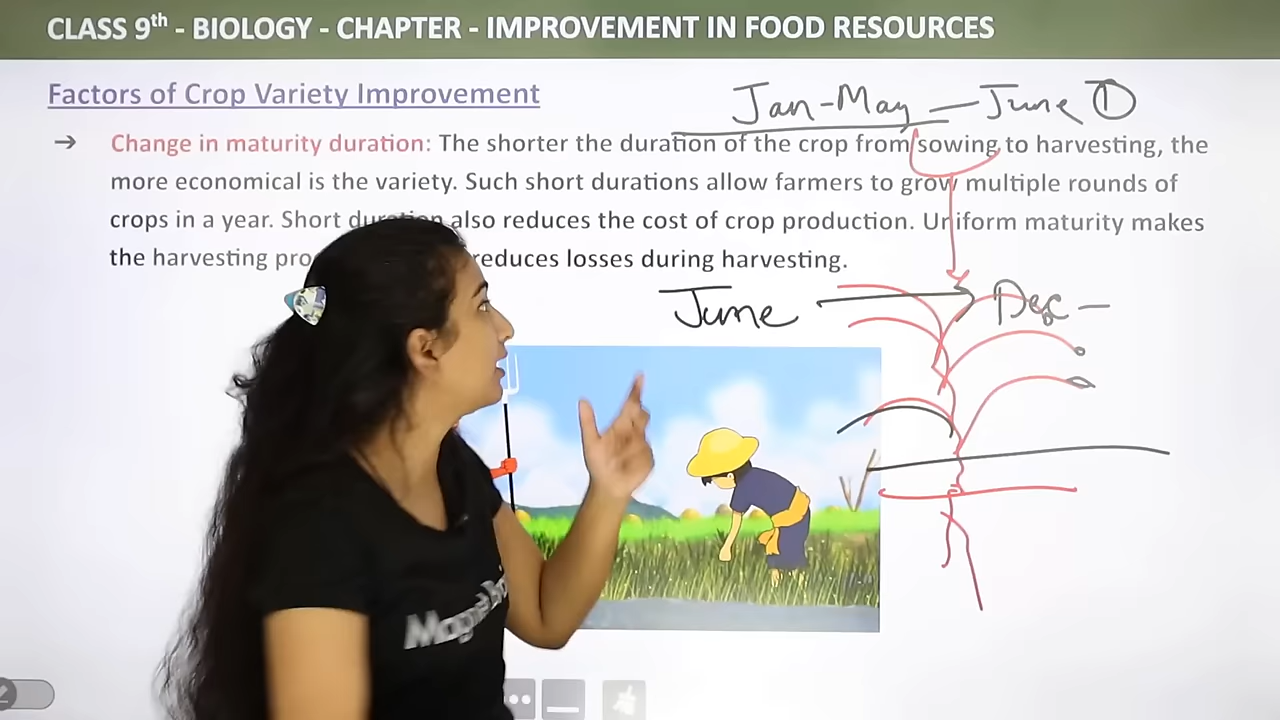 CLASS 9th - BIOLOGY - CHAPTER - IMPROVEMENT IN FOOD RESOURCES
Factors of Crop Variety Improvement
Jan-May — June ①
→ Change in maturity duration: The shorter the duration of the crop from sowing to harvesting, the
more economical is the variety. Such short durations allow farmers to grow multiple rounds of
crops in a year. Short duration also reduces the cost of crop production. Uniform maturity makes
the harvesting reduces losses during harvesting.
June → Dec -